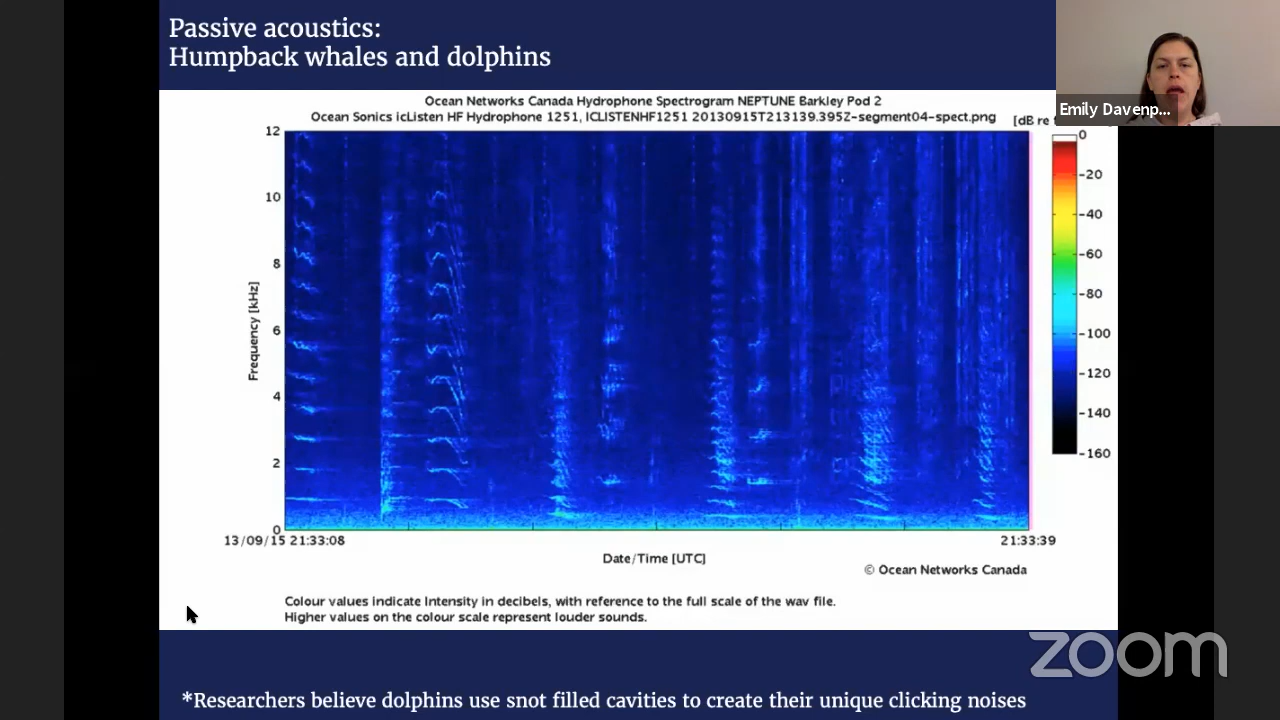 Passive acoustics:
Humpback whales and dolphins
Emily Davenp...
Ocean Networks Canada Hydrophone Spectrogram NEPTUNE Barkley Pod 2
Ocean Sonics icListen HF Hydrophone 1251, ICLISTENHF1251 20130915T213139.395Z-segment04-spect.png
[dB re
12
10
8
6
4
2
0
Frequency [kHz]
0
-20
-40
-60
-80
-100
-120
-140
-160
13/09/15 21:33:08
21:33:39
Date/Time [UTC]
© Ocean Networks Canada
Colour values indicate Intensity in decibels, with reference to the full scale of the wav file.
Higher values on the colour scale represent louder sounds.
zoom
*Researchers believe dolphins use snot filled cavities to create their unique clicking noises